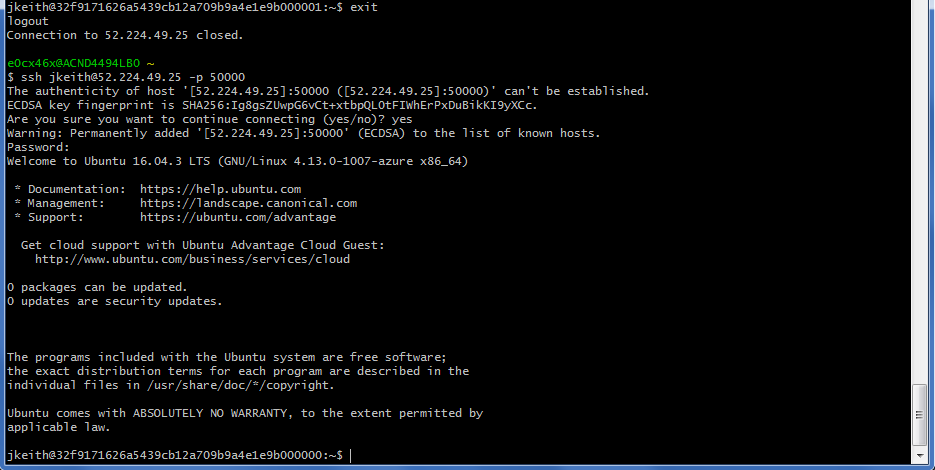 jkeith@32f9171626a5439cb12a709b9a4e1e9b000001:~$ exit
logout
Connection to 52.224.49.25 closed.
e0cx46x@ACND4494LB0 ~
$ ssh jkeith@52.224.49.25 -p 50000
The authenticity of host '[52.224.49.25]:50000 ([52.224.49.25]:50000)' can't be established.
ECDSA key fingerprint is SHA256:Ig8gsZUwpG6vCt+xtbpQL0tFIWhErPxDuBikKI9yXCc.
Are you sure you want to continue connecting (yes/no)? yes
Warning: Permanently added '[52.224.49.25]:50000' (ECDSA) to the list of known hosts.
Password:
Welcome to Ubuntu 16.04.3 LTS (GNU/Linux 4.13.0-1007-azure x86_64)
* Documentation:  https://help.ubuntu.com
* Management:     https://landscape.canonical.com
* Support:        https://ubuntu.com/advantage
Get cloud support with Ubuntu Advantage Cloud Guest:
http://www.ubuntu.com/business/services/cloud
0 packages can be updated.
0 updates are security updates.
The programs included with the Ubuntu system are free software;
the exact distribution terms for each program are described in the
individual files in /usr/share/doc/*/copyright.
Ubuntu comes with ABSOLUTELY NO WARRANTY, to the extent permitted by
applicable law.
jkeith@32f9171626a5439cb12a709b9a4e1e9b000000:~$